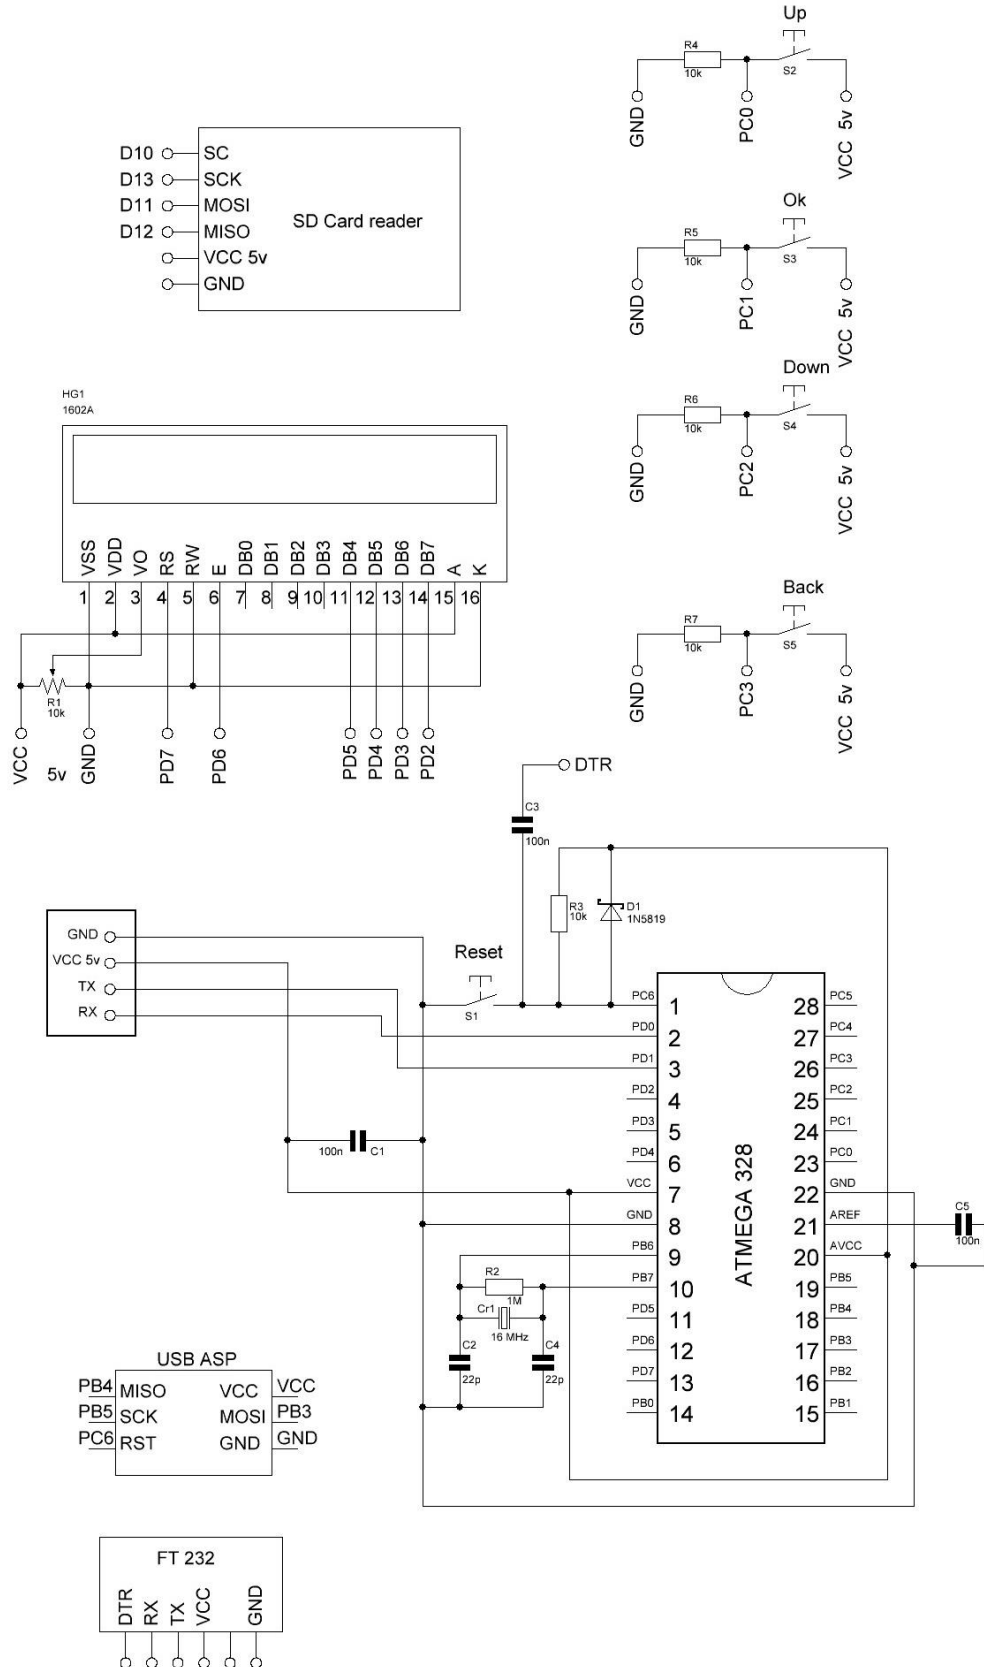 Up
R4
10k
S2
GND
PC0
VCC 5v
D10 SC
D13 SCK
D11 MOSI
D12 MISO
VCC 5v
GND
SD Card reader
Ok
R5
10k
S3
GND
PC1
VCC 5v
Down
R6
10k
S4
GND
PC2
VCC 5v
HG1
1602A
VSS VDD VO RS RW E DB0 DB1 DB2 DB3 DB4 DB5 DB6 DB7 A K
1 2 3 4 5 6 7 8 9 10 11 12 13 14 15 16
R1
10k
VCC 5v GND PD7 PD6 PD5 PD4 PD3 PD2
Back
R7
10k
S5
GND
PC3
VCC 5v
DTR
C3
100n
R3
10k
D1
1N5819
GND
VCC 5v
TX
RX
Reset
S1
100n C1
PC6 1 28 PC5
PD0 2 27 PC4
PD1 3 26 PC3
PD2 4 25 PC2
PD3 5 24 PC1
PD4 6 23 PC0
VCC 7 22 GND
GND 8 21 AREF
PB6 9 20 AVCC
PB7 10 19 PB5
PD5 11 18 PB4
PD6 12 17 PB3
PD7 13 16 PB2
PB0 14 15 PB1
ATMEGA 328
C5
100n
R2
1M
Cr1
16 MHz
C2
22p
C4
22p
USB ASP
PB4 MISO VCC VCC
PB5 SCK MOSI PB3
PC6 RST GND GND
FT 232
DTR RX TX VCC GND